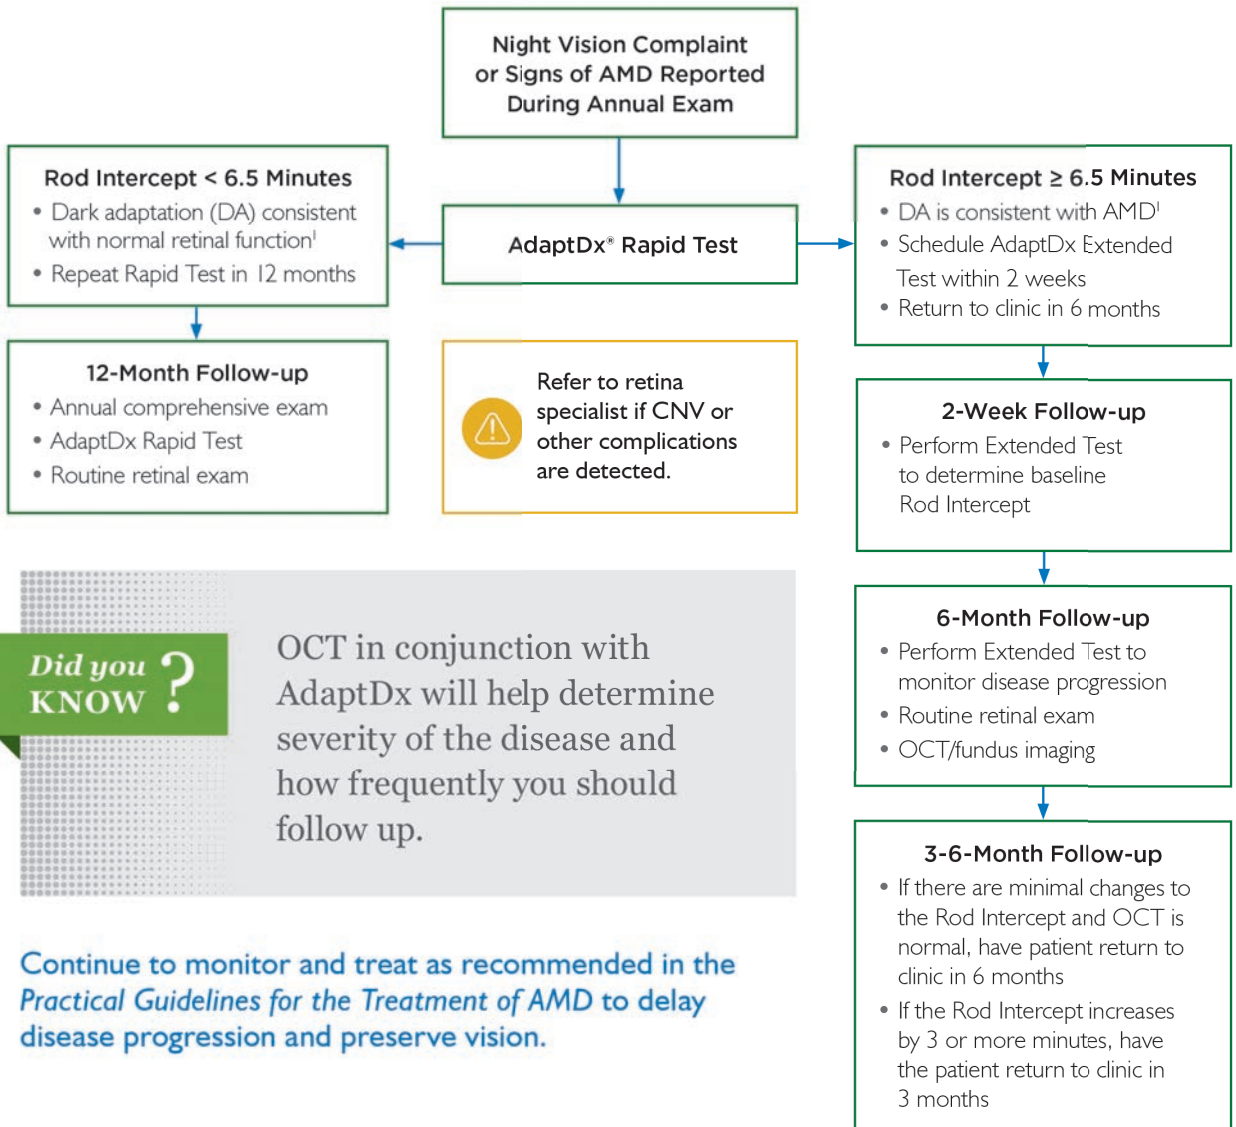 Night Vision Complaint
or Signs of AMD Reported
During Annual Exam
AdaptDx® Rapid Test
Rod Intercept < 6.5 Minutes
• Dark adaptation (DA) consistent
with normal retinal function¹
• Repeat Rapid Test in 12 months
12-Month Follow-up
• Annual comprehensive exam
• AdaptDx Rapid Test
• Routine retinal exam
Refer to retina
specialist if CNV or
other complications
are detected.
Rod Intercept ≥ 6.5 Minutes
• DA is consistent with AMD¹
• Schedule AdaptDx Extended
Test within 2 weeks
• Return to clinic in 6 months
2-Week Follow-up
• Perform Extended Test
to determine baseline
Rod Intercept
6-Month Follow-up
• Perform Extended Test to
monitor disease progression
• Routine retinal exam
• OCT/fundus imaging
3-6-Month Follow-up
• If there are minimal changes to
the Rod Intercept and OCT is
normal, have patient return to
clinic in 6 months
• If the Rod Intercept increases
by 3 or more minutes, have
the patient return to clinic in
3 months
Did you
KNOW ?
OCT in conjunction with
AdaptDx will help determine
severity of the disease and
how frequently you should
follow up.
Continue to monitor and treat as recommended in the
Practical Guidelines for the Treatment of AMD to delay
disease progression and preserve vision.